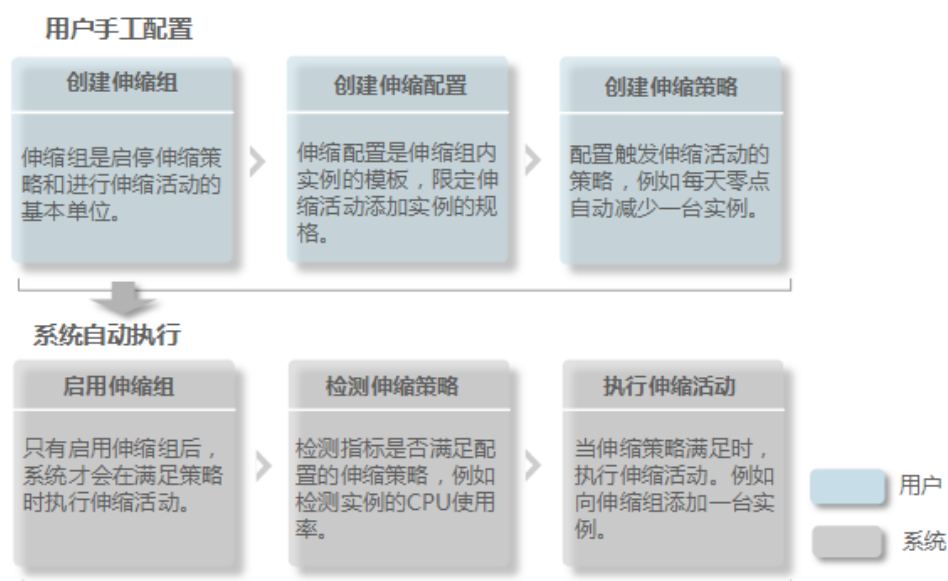 用户手工配置
创建伸缩组
伸缩组是启停伸缩策
略和进行伸缩活动的
基本单位。
创建伸缩配置
伸缩配置是伸缩组内
实例的模板，限定伸
缩活动添加实例的规
格。
创建伸缩策略
配置触发伸缩活动的
策略，例如每天零点
自动减少一台实例。
系统自动执行
启用伸缩组
只有启用伸缩组后，
系统才会在满足策略
时执行伸缩活动。
检测伸缩策略
检测指标是否满足配
置的伸缩策略，例如
检测实例的CPU使用
率。
执行伸缩活动
当伸缩策略满足时，
执行伸缩活动。例如
向伸缩组添加一台实
例。
用户
系统